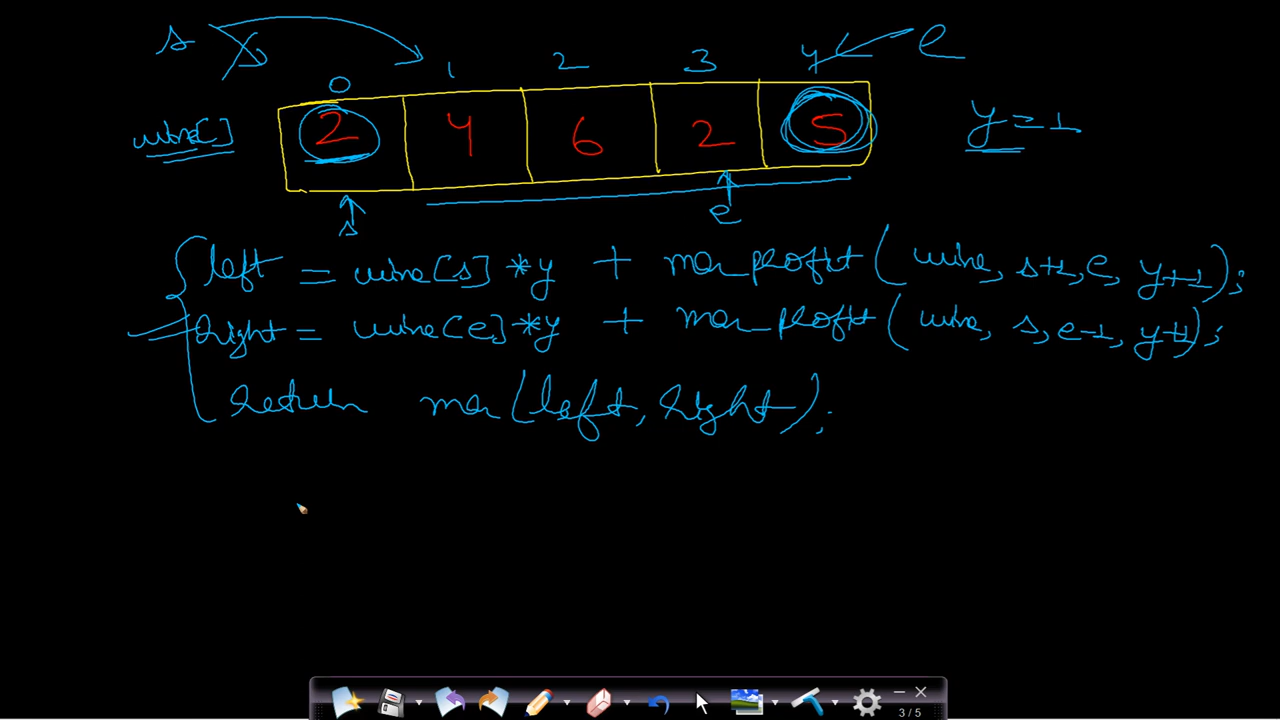 s s e
0 1 2 3 4
wine[] 2 4 6 2 5 y=1
s e
left = wine[s]*y + max_profit(wine, s+1, e, y+1);
right = wine[e]*y + max_profit(wine, s, e-1, y+1);
return max(left, right);
3/5